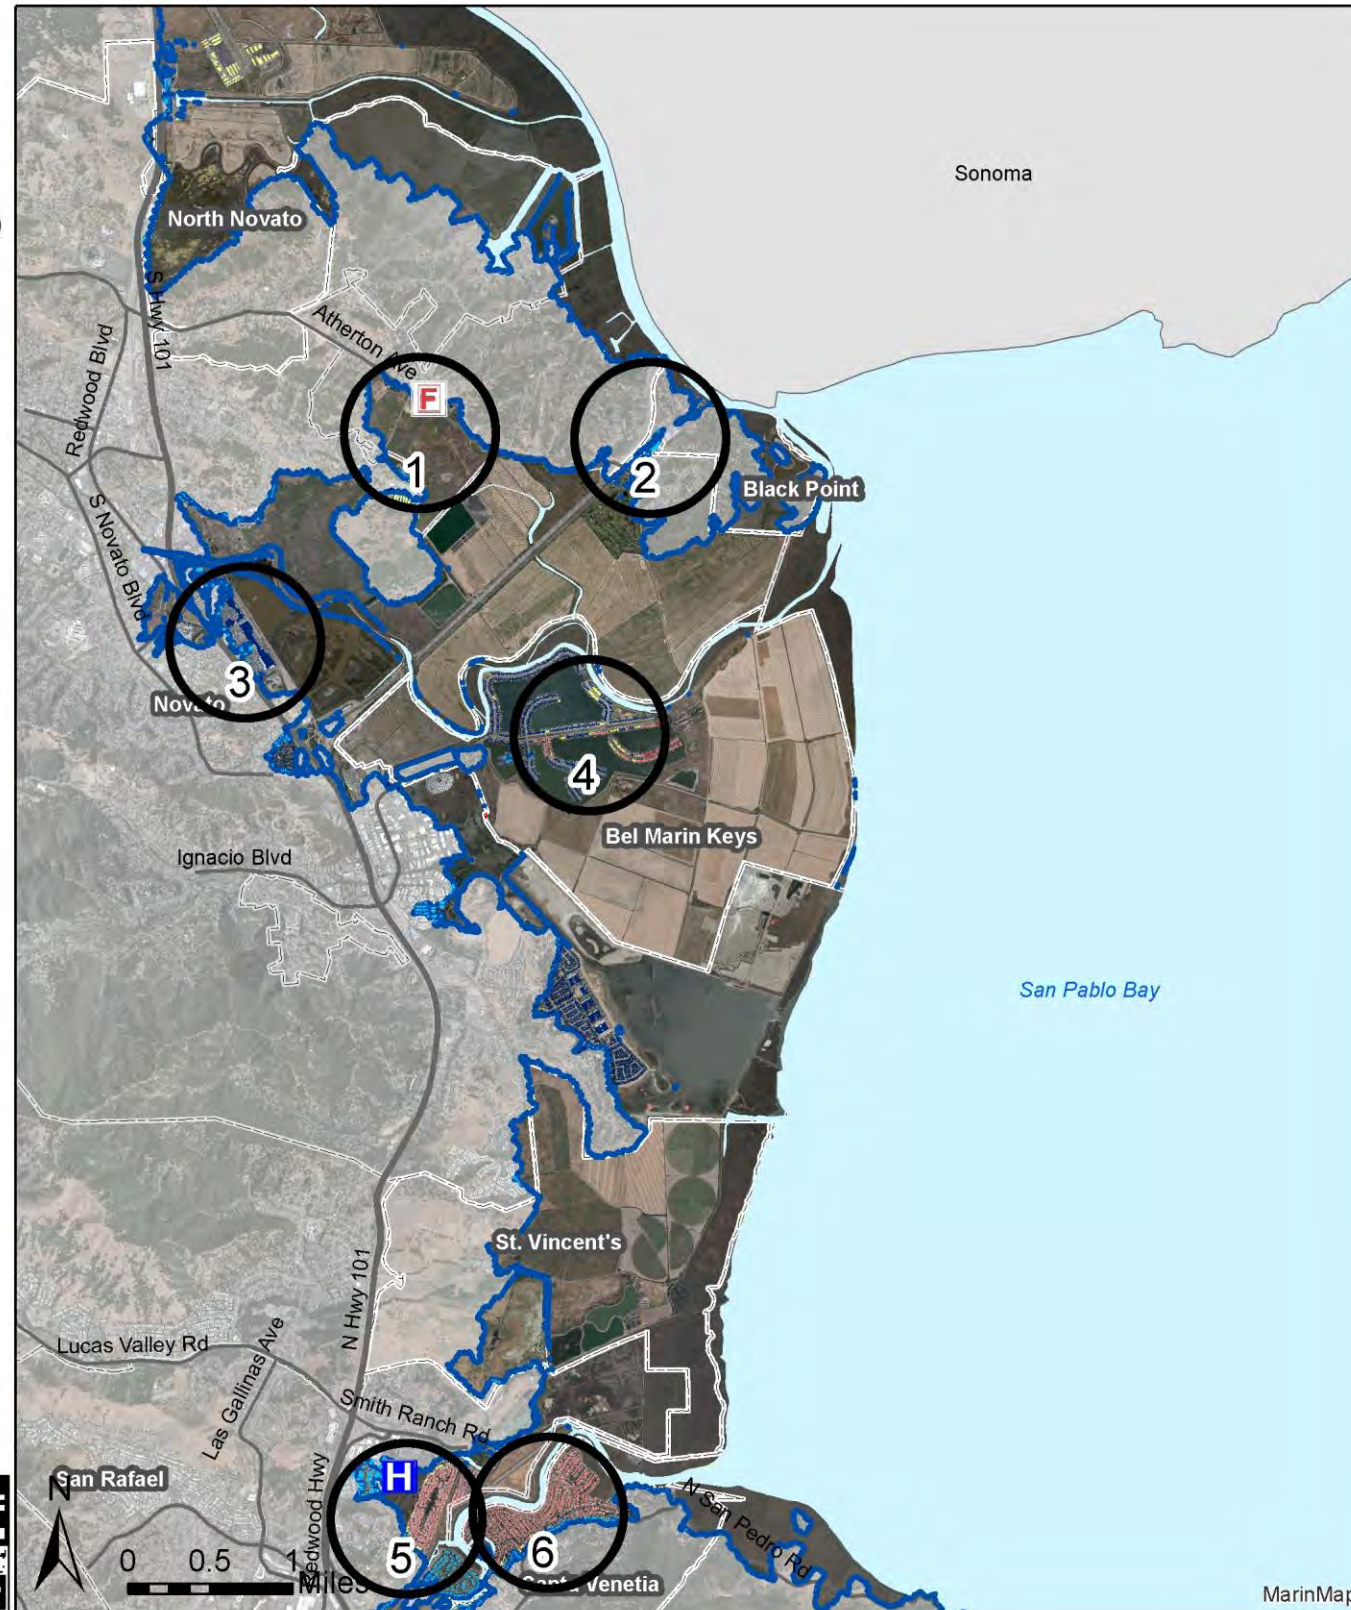 Sonoma
North Novato
S Hwy 101
Atherton Ave
Redwood Blvd
F
1
2
Black Point
S Novato Blvd
3
Novato
4
Bel Marin Keys
Ignacio Blvd
San Pablo Bay
St. Vincent's
N Hwy 101
Lucas Valley Rd
Las Gallinas Ave
Smith Ranch Rd
San Rafael
N
H
Redwood Hwy
5
6
N San Pedro Rd
0 0.5 1
Miles
Santa Venetia
MarinMap